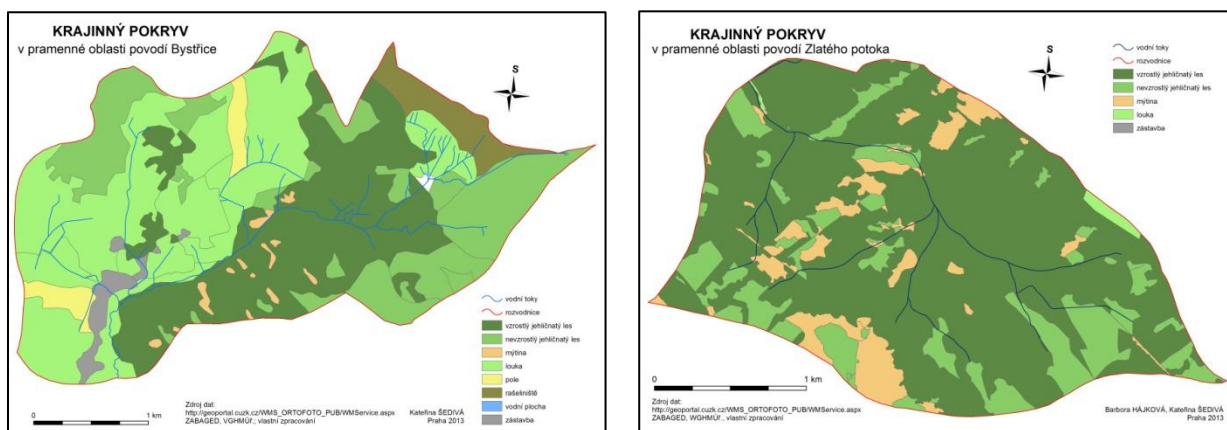 KRAJINNÝ POKRYV
v pramenné oblasti povodí Bystřice
S
vodní toky
rozvodnice
vzrostlý jehličnatý les
nevzrostlý jehličnatý les
mýtina
louka
pole
rašeliniště
vodní plocha
zástavba
0 1 km
Zdroj dat:
http://geoportal.cuzk.cz/WMS_ORTOFOTO_PUB/WMService.aspx
ZABAGED, VGHMÚř.; vlastní zpracování
Kateřina ŠEDIVÁ
Praha 2013
KRAJINNÝ POKRYV
v pramenné oblasti povodí Zlatého potoka
S
vodní toky
rozvodnice
vzrostlý jehličnatý les
nevzrostlý jehličnatý les
mýtina
louka
zástavba
0 1 km
Zdroj dat:
http://geoportal.cuzk.cz/WMS_ORTOFOTO_PUB/WMService.aspx
ZABAGED, WGHMÚř.; vlastní zpracování
Barbora HÁJKOVÁ, Kateřina ŠEDIVÁ
Praha 2013